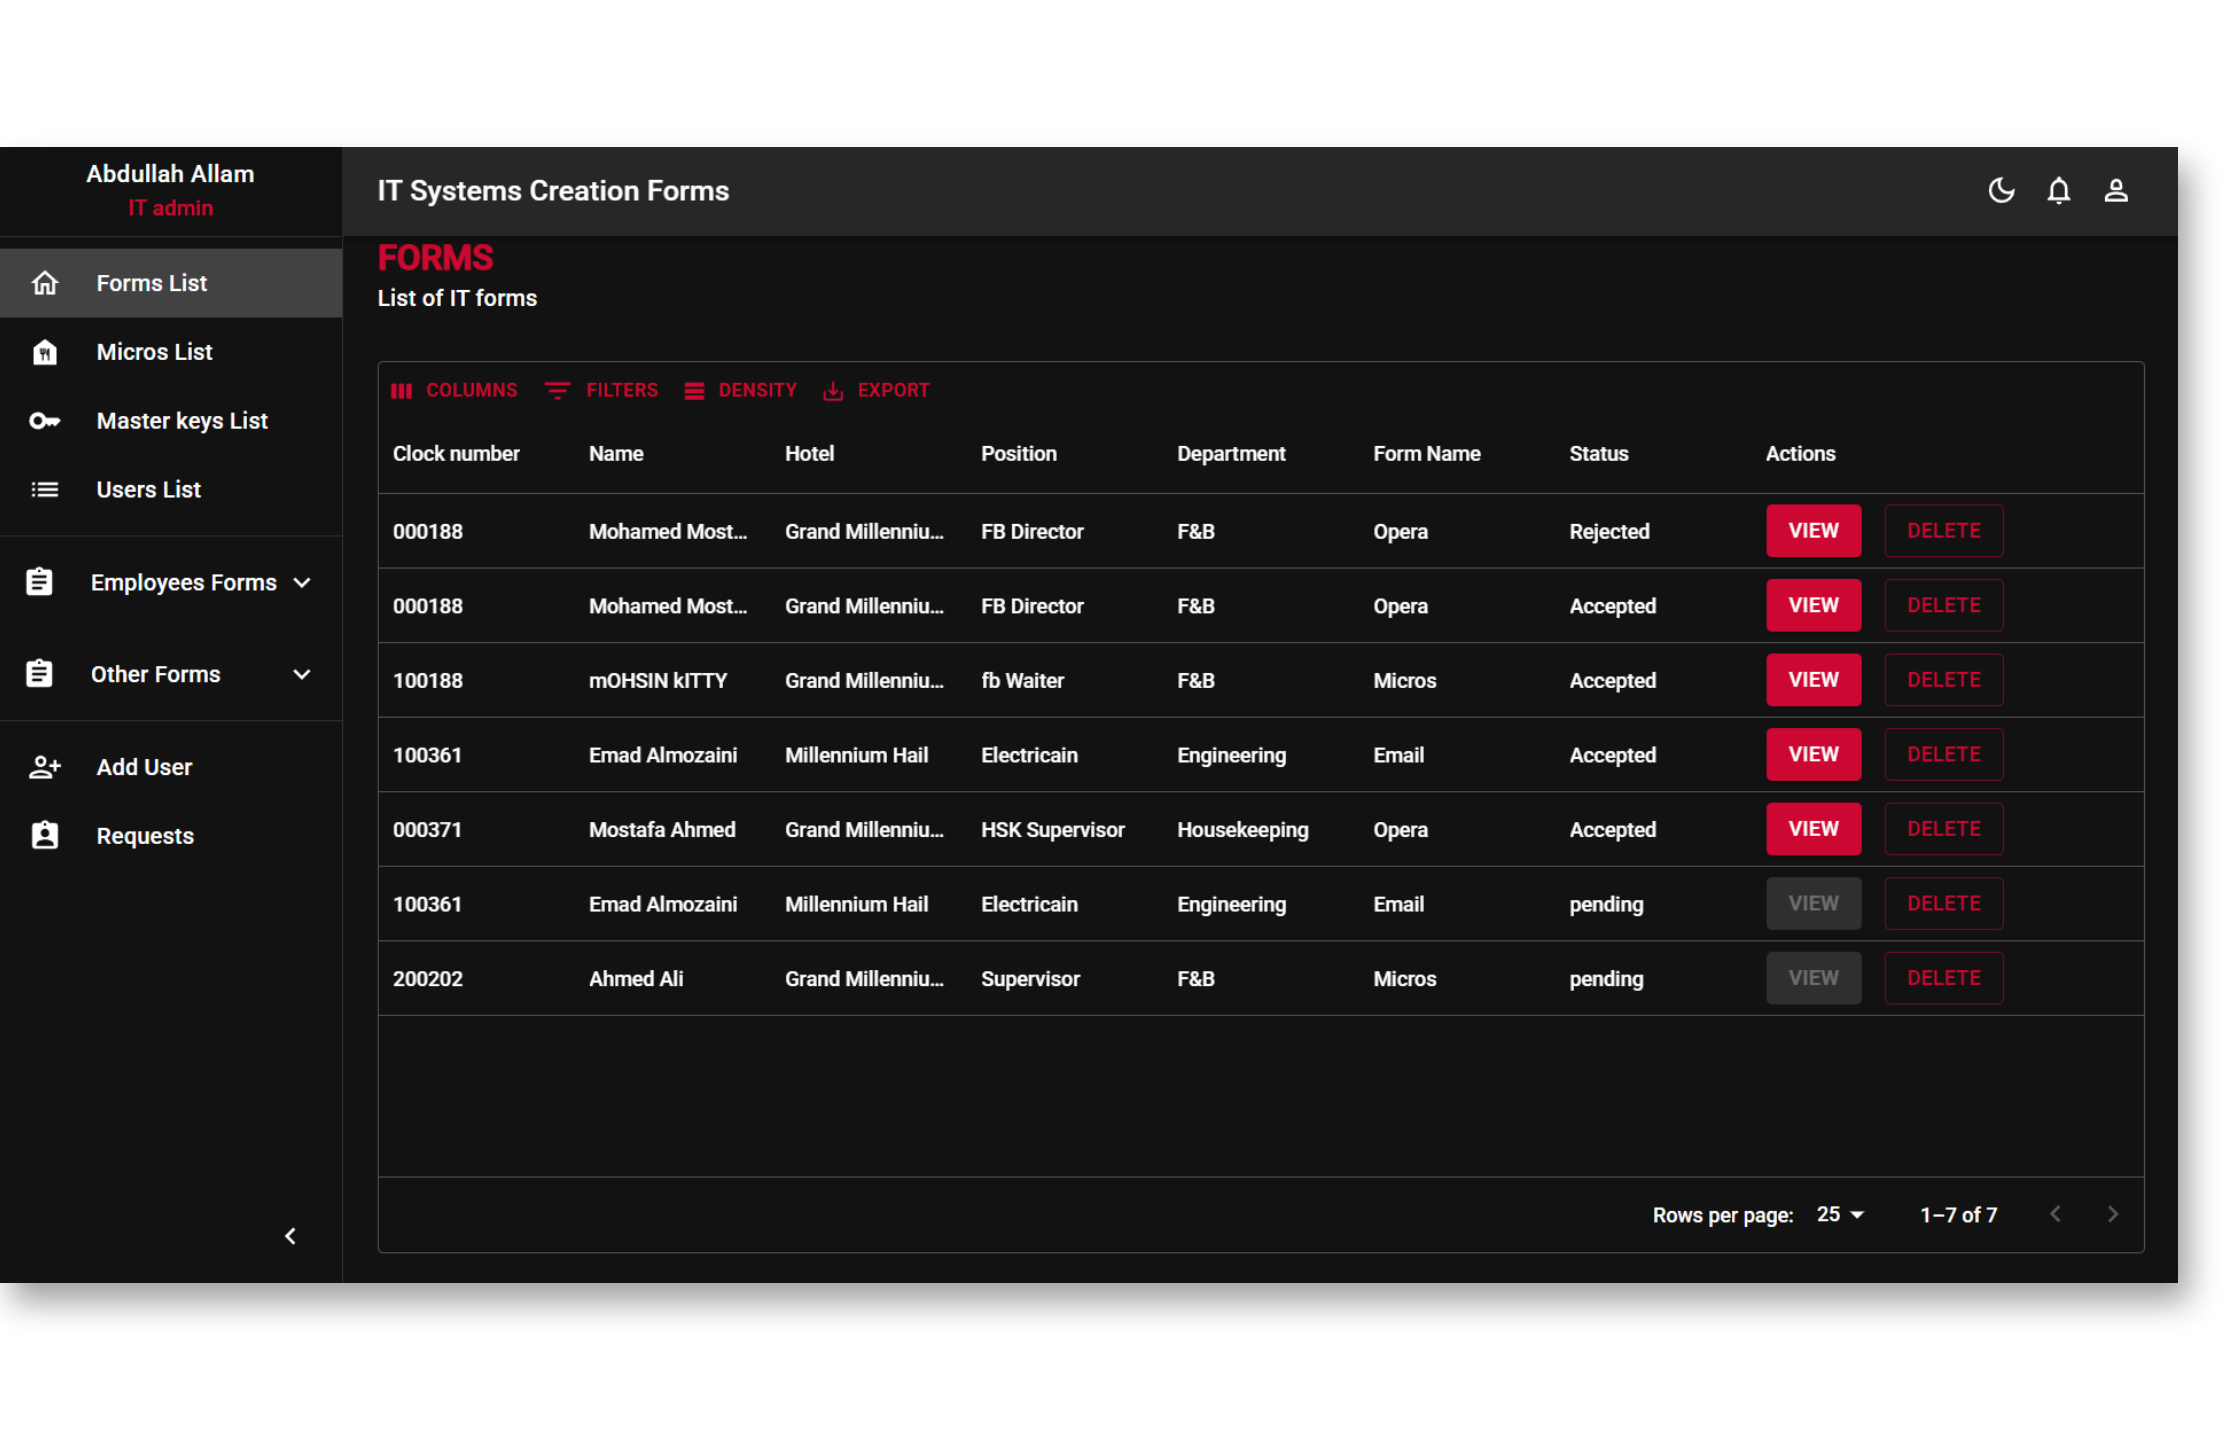 Abdullah Allam
IT admin
Forms List
Micros List
Master keys List
Users List
Employees Forms
Other Forms
Add User
Requests
IT Systems Creation Forms
FORMS
List of IT forms
COLUMNS FILTERS DENSITY EXPORT
Clock number Name Hotel Position Department Form Name Status Actions
000188 Mohamed Most... Grand Millenniu... FB Director F&B Opera Rejected VIEW DELETE
000188 Mohamed Most... Grand Millenniu... FB Director F&B Opera Accepted VIEW DELETE
100188 mOHSIN kITTY Grand Millenniu... fb Waiter F&B Micros Accepted VIEW DELETE
100361 Emad Almozaini Millennium Hail Electricain Engineering Email Accepted VIEW DELETE
000371 Mostafa Ahmed Grand Millenniu... HSK Supervisor Housekeeping Opera Accepted VIEW DELETE
100361 Emad Almozaini Millennium Hail Electricain Engineering Email pending VIEW DELETE
200202 Ahmed Ali Grand Millenniu... Supervisor F&B Micros pending VIEW DELETE
Rows per page: 25 1–7 of 7